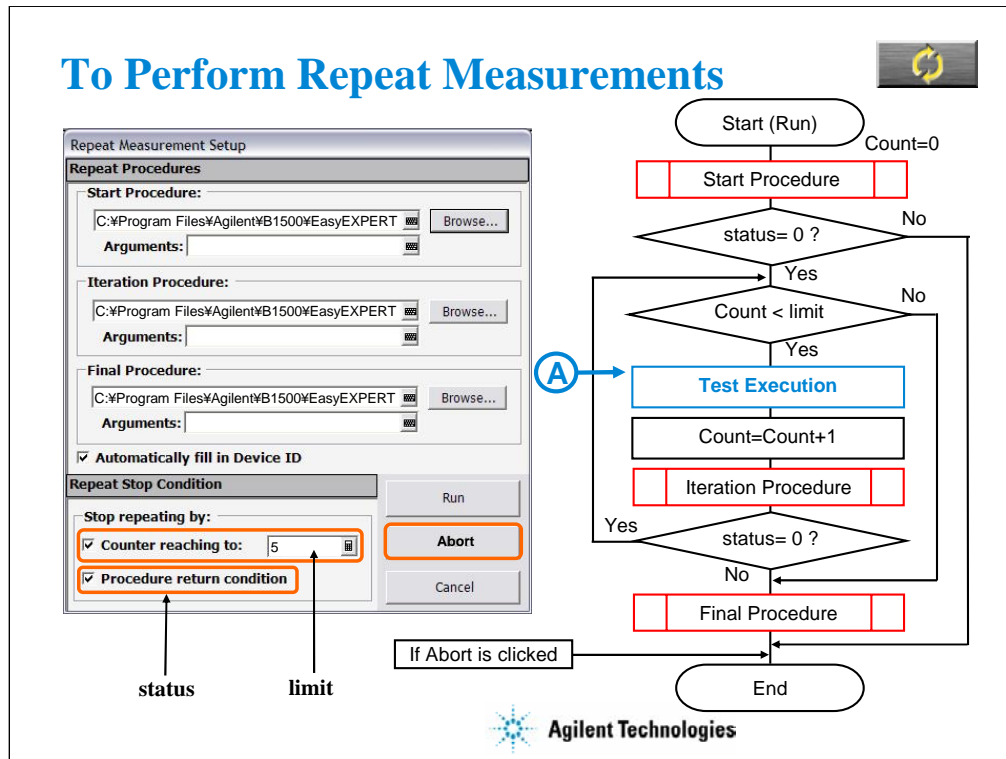 To Perform Repeat Measurements
Repeat Measurement Setup
Repeat Procedures
Start Procedure:
C:¥Program Files¥Agilent¥B1500¥EasyEXPERT
Browse...
Arguments:
Iteration Procedure:
C:¥Program Files¥Agilent¥B1500¥EasyEXPERT
Browse...
Arguments:
Final Procedure:
C:¥Program Files¥Agilent¥B1500¥EasyEXPERT
Browse...
Arguments:
Automatically fill in Device ID
Repeat Stop Condition
Stop repeating by:
Counter reaching to: 5
Procedure return condition
Run
Abort
Cancel
status
limit
Start (Run)
Count=0
Start Procedure
status= 0 ?
No
Yes
Count < limit
No
Yes
A
Test Execution
Count=Count+1
Iteration Procedure
Yes
status= 0 ?
No
Final Procedure
If Abort is clicked
End
Agilent Technologies